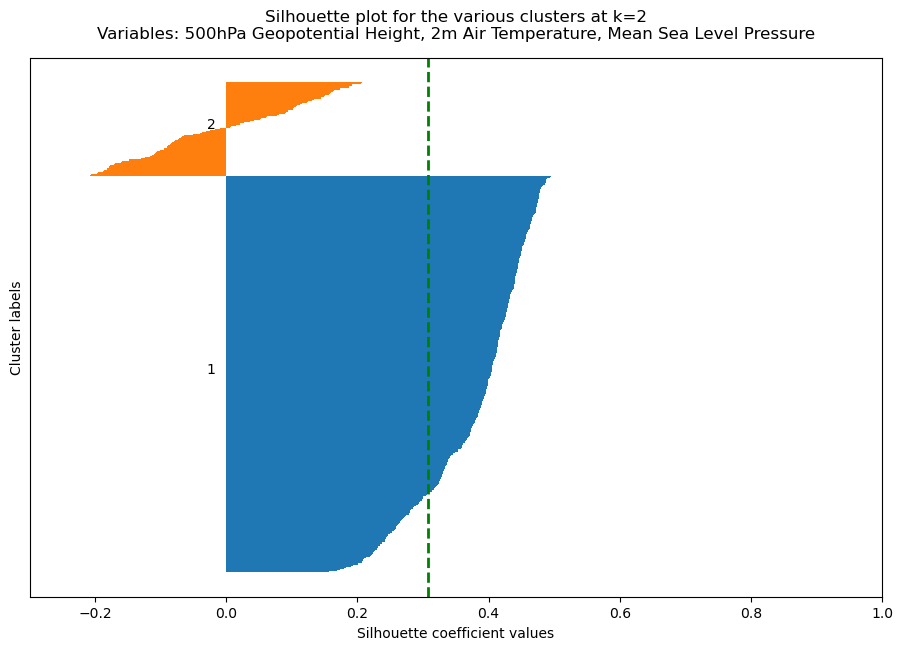 Silhouette plot for the various clusters at k=2
Variables: 500hPa Geopotential Height, 2m Air Temperature, Mean Sea Level Pressure
Cluster labels
2
1
−0.2 0.0 0.2 0.4 0.6 0.8 1.0
Silhouette coefficient values